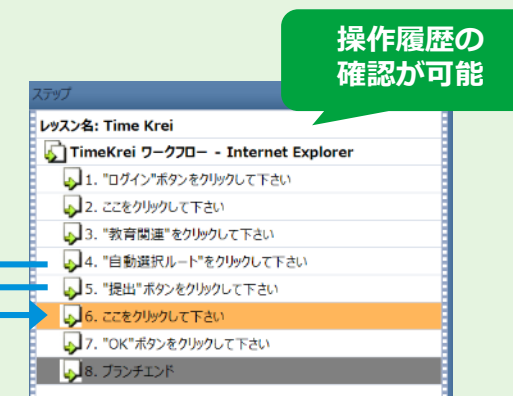 操作履歴の
確認が可能
ステップ
レッスン名: Time Krei
TimeKrei ワークフロー - Internet Explorer
1. "ログイン"ボタンをクリックして下さい
2. ここをクリックして下さい
3. "教育関連"をクリックして下さい
4. "自動選択ルート"をクリックして下さい
5. "提出"ボタンをクリックして下さい
6. ここをクリックして下さい
7. "OK"ボタンをクリックして下さい
8. ブランチエンド